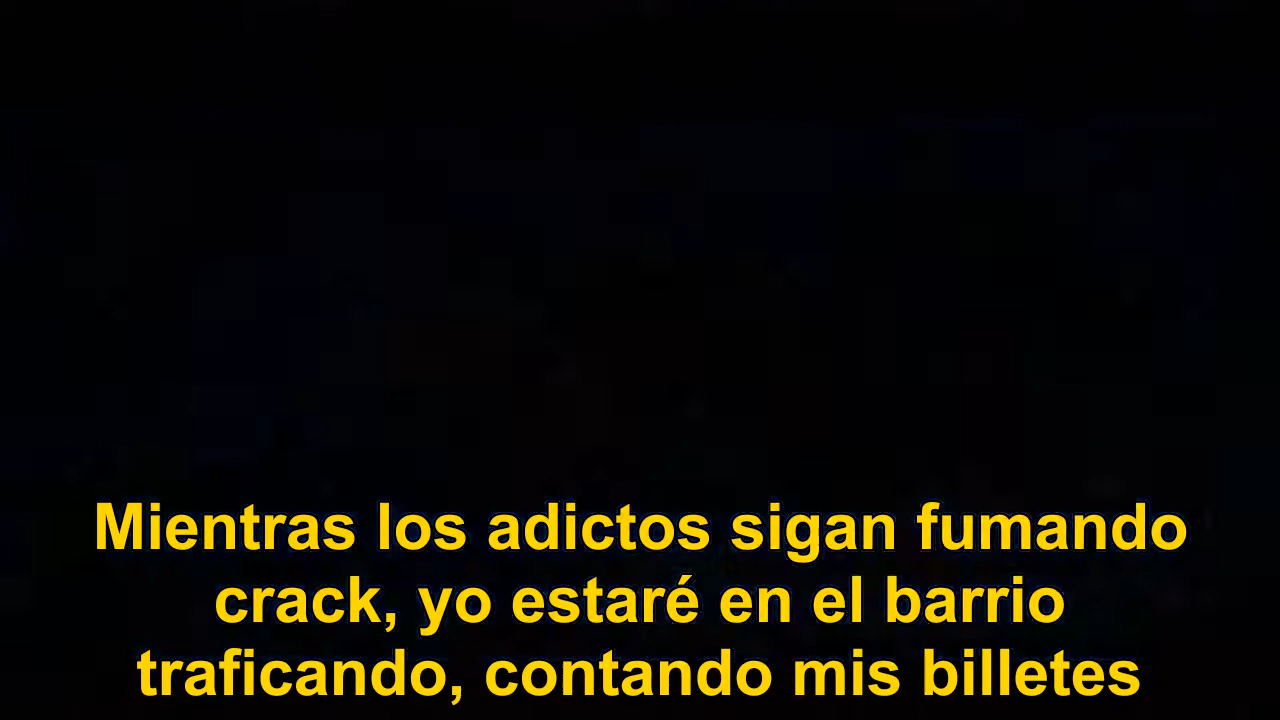 Mientras los adictos sigan fumando
crack, yo estaré en el barrio
traficando, contando mis billetes